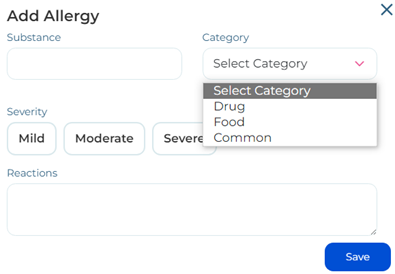 Add Allergy
Substance
Category
Select Category
Select Category
Drug
Food
Common
Severity
Mild
Moderate
Severe
Reactions
Save